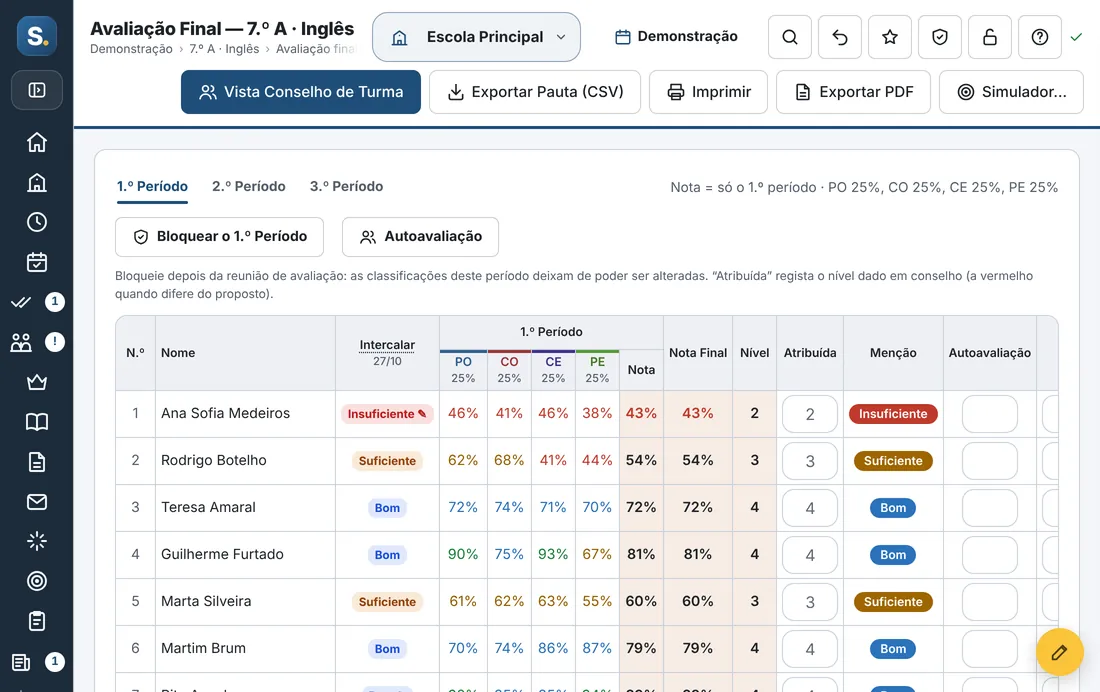 S.
Avaliação Final — 7.º A · Inglês
Demonstração › 7.º A · Inglês › Avaliação final
Escola Principal
Demonstração
Vista Conselho de Turma
Exportar Pauta (CSV)
Imprimir
Exportar PDF
Simulador...
1
!
1
1.º Período 2.º Período 3.º Período
Nota = só o 1.º período · PO 25%, CO 25%, CE 25%, PE 25%
Bloquear o 1.º Período
Autoavaliação
Bloqueie depois da reunião de avaliação: as classificações deste período deixam de poder ser alteradas. “Atribuída” regista o nível dado em conselho (a vermelho
quando difere do proposto).
N.º Nome Intercalar 27/10 1.º Período PO 25% CO 25% CE 25% PE 25% Nota Nota Final Nível Atribuída Menção Autoavaliação
1 Ana Sofia Medeiros Insuficiente ✎ 46% 41% 46% 38% 43% 43% 2 2 Insuficiente
2 Rodrigo Botelho Suficiente 62% 68% 41% 44% 54% 54% 3 3 Suficiente
3 Teresa Amaral Bom 72% 74% 71% 70% 72% 72% 4 4 Bom
4 Guilherme Furtado Bom 90% 75% 93% 67% 81% 81% 4 4 Bom
5 Marta Silveira Suficiente 61% 62% 63% 55% 60% 60% 3 3 Suficiente
6 Martim Brum Bom 70% 74% 86% 87% 79% 79% 4 4 Bom